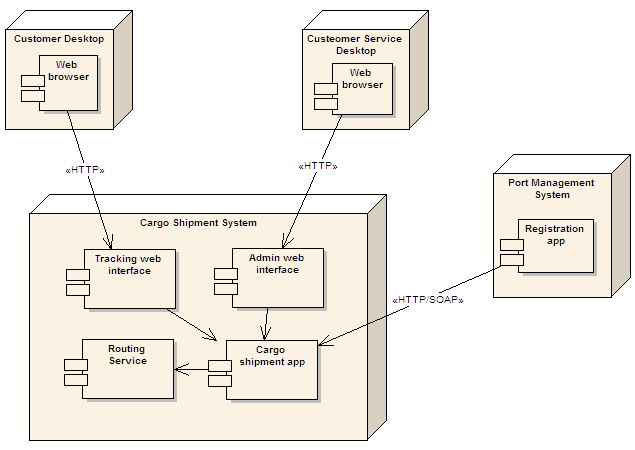 Customer Desktop
Web
browser
Custeomer Service
Desktop
Web
browser
«HTTP»
«HTTP»
Port Management
System
Registration
app
Cargo Shipment System
Tracking web
interface
Admin web
interface
«HTTP/SOAP»
Routing
Service
Cargo
shipment app